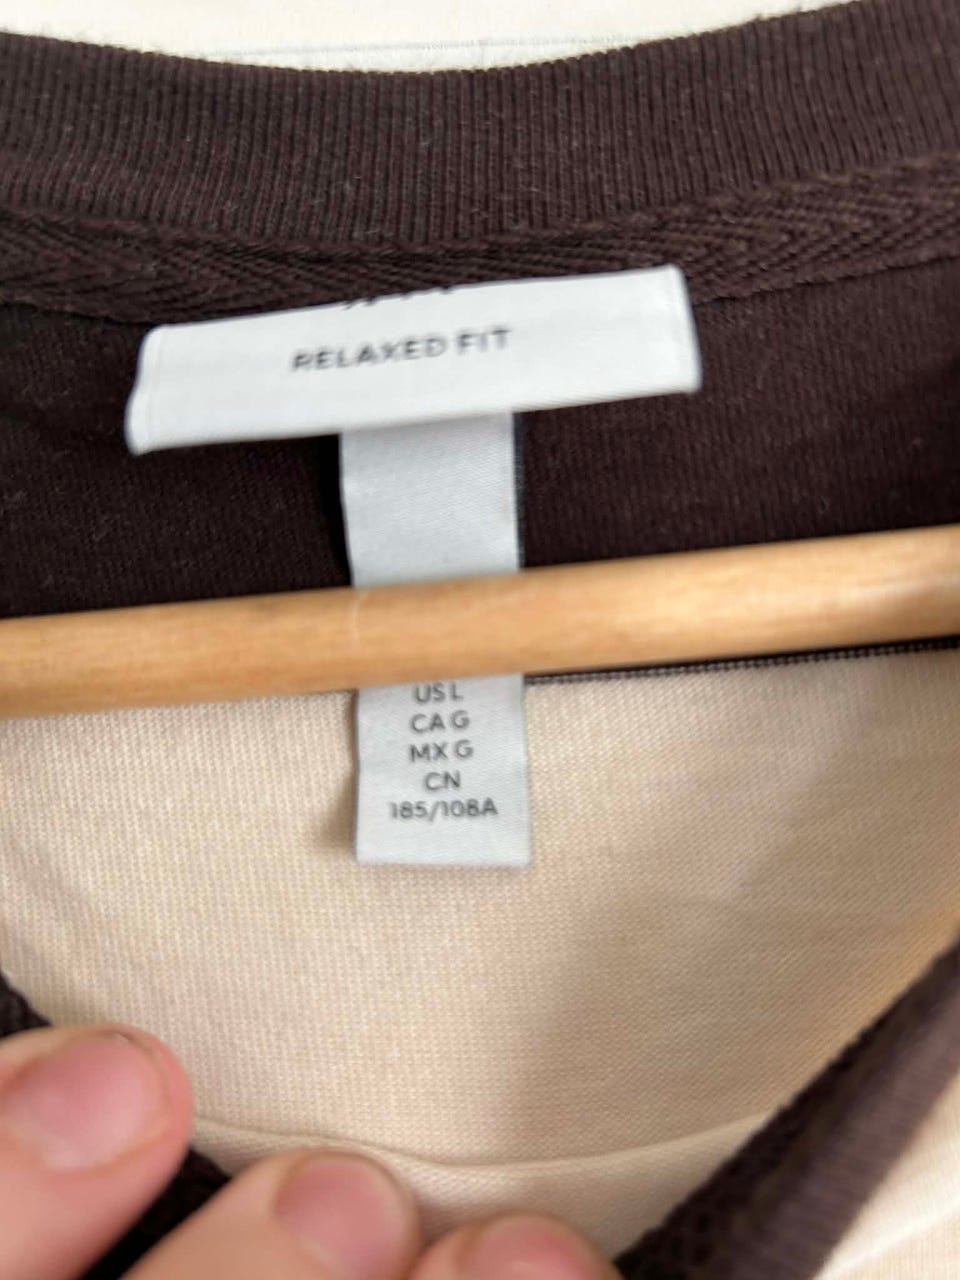 RELAXED FIT
US L
CA G
MX G
CN
185/108A